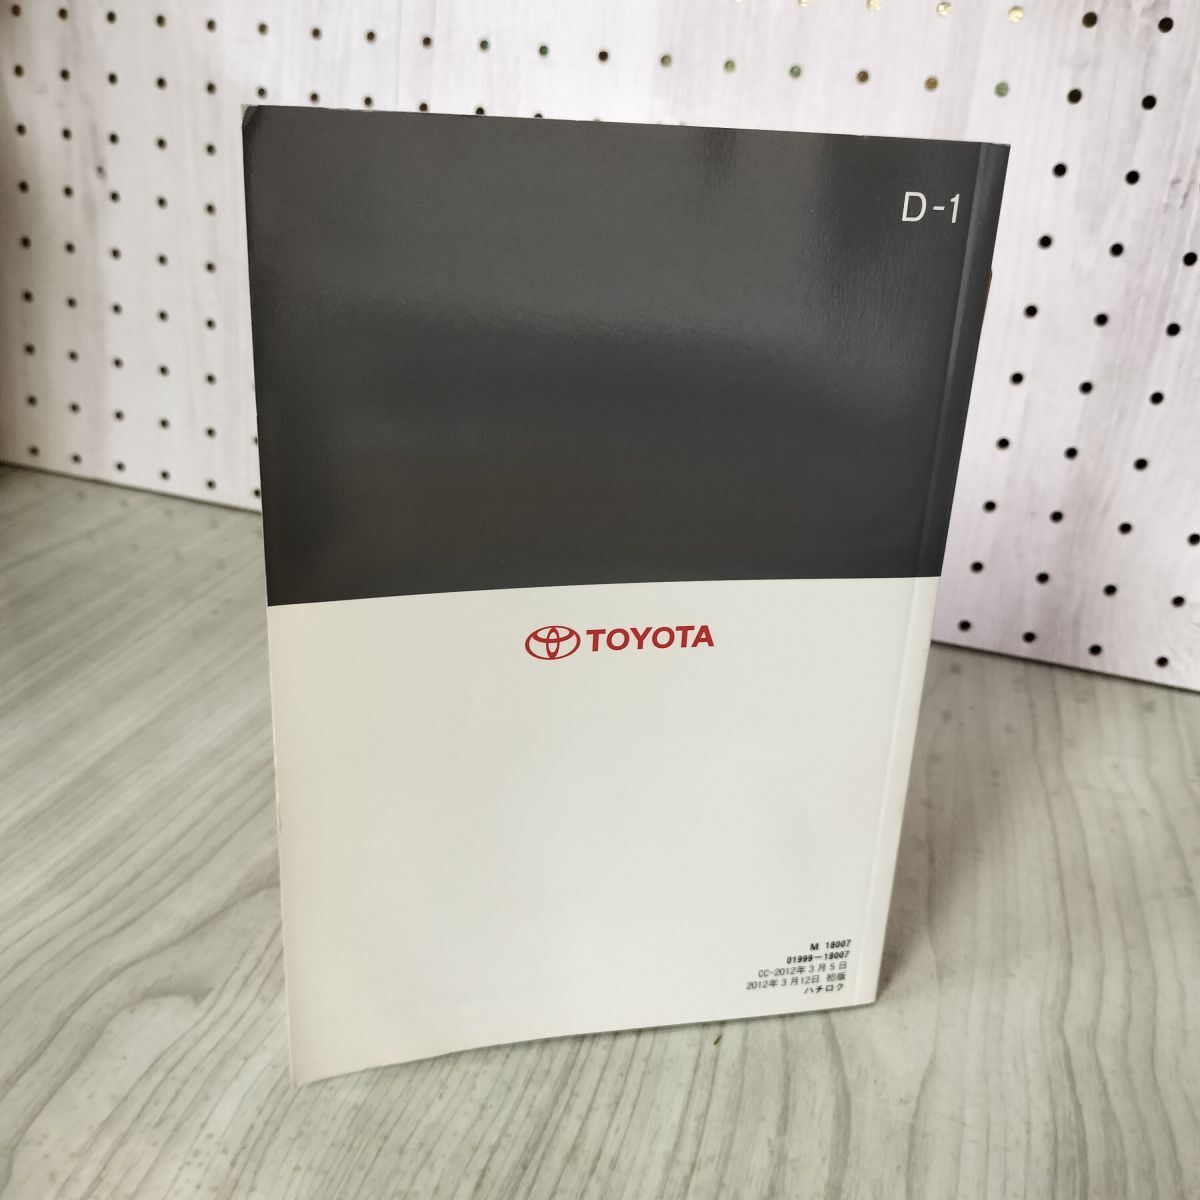 D-1
TOYOTA
M 18007
01999-18007
CC-2012年3月5日
2012年3月12日 初版
ハチロク